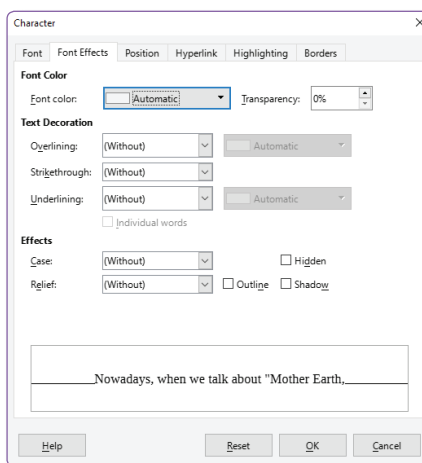 Character
Font Font Effects Position Hyperlink Highlighting Borders
Font Color
Font color: Automatic Transparency: 0%
Text Decoration
Overlining: (Without) Automatic
Strikethrough: (Without)
Underlining: (Without) Automatic
Individual words
Effects
Case: (Without) Hidden
Relief: (Without) Outline Shadow
Nowadays, when we talk about "Mother Earth,
Help Reset OK Cancel